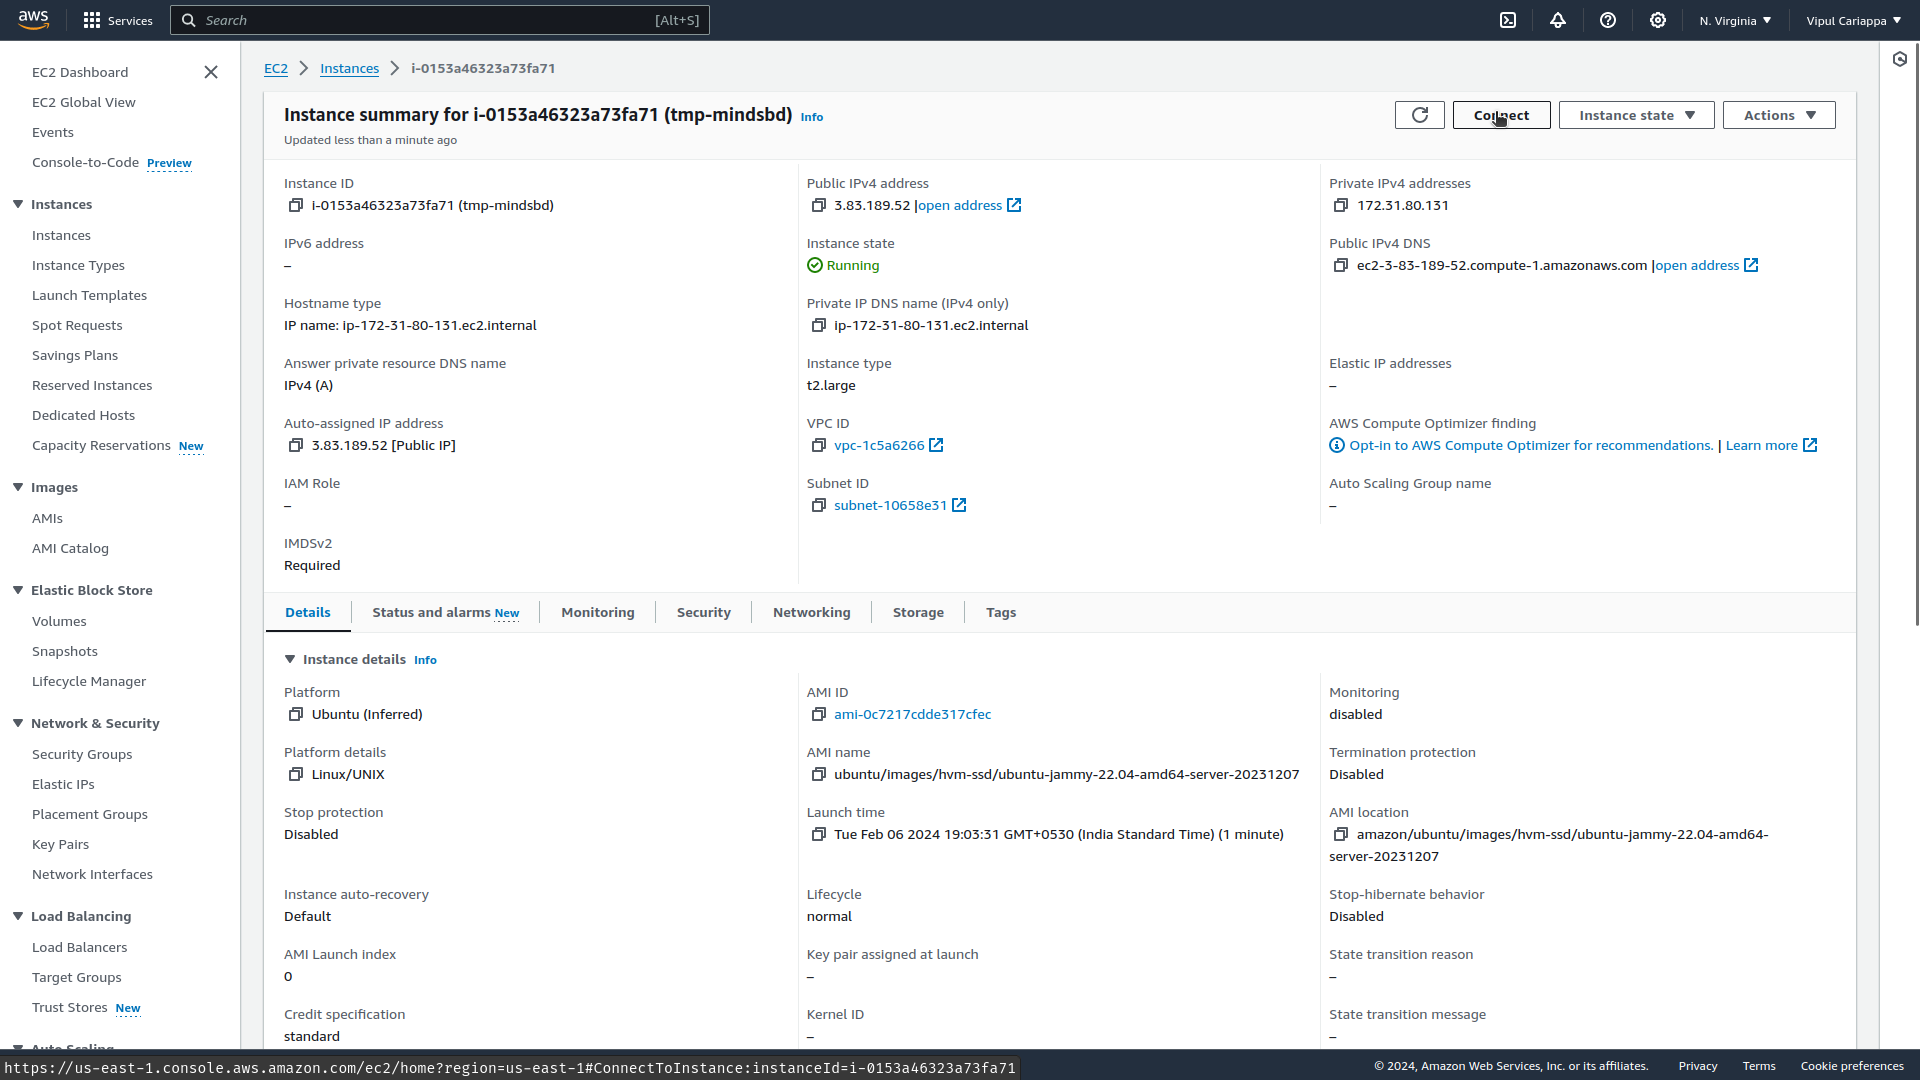 aws
Services
Search
[Alt+S]
N. Virginia
Vipul Cariappa
EC2 Dashboard
EC2 Global View
Events
Console-to-Code Preview
Instances
Instances
Instance Types
Launch Templates
Spot Requests
Savings Plans
Reserved Instances
Dedicated Hosts
Capacity Reservations New
Images
AMIs
AMI Catalog
Elastic Block Store
Volumes
Snapshots
Lifecycle Manager
Network & Security
Security Groups
Elastic IPs
Placement Groups
Key Pairs
Network Interfaces
Load Balancing
Load Balancers
Target Groups
Trust Stores New
Auto Scaling
EC2 Instances i-0153a46323a73fa71
Instance summary for i-0153a46323a73fa71 (tmp-mindsbd) Info
Updated less than a minute ago
Connect
Instance state
Actions
Instance ID
i-0153a46323a73fa71 (tmp-mindsbd)
Public IPv4 address
3.83.189.52 |open address
Private IPv4 addresses
172.31.80.131
IPv6 address
–
Instance state
Running
Public IPv4 DNS
ec2-3-83-189-52.compute-1.amazonaws.com |open address
Hostname type
IP name: ip-172-31-80-131.ec2.internal
Private IP DNS name (IPv4 only)
ip-172-31-80-131.ec2.internal
Answer private resource DNS name
IPv4 (A)
Instance type
t2.large
Elastic IP addresses
–
Auto-assigned IP address
3.83.189.52 [Public IP]
VPC ID
vpc-1c5a6266
AWS Compute Optimizer finding
Opt-in to AWS Compute Optimizer for recommendations. | Learn more
IAM Role
–
Subnet ID
subnet-10658e31
Auto Scaling Group name
–
IMDSv2
Required
Details
Status and alarms New
Monitoring
Security
Networking
Storage
Tags
Instance details Info
Platform
Ubuntu (Inferred)
AMI ID
ami-0c7217cdde317cfec
Monitoring
disabled
Platform details
Linux/UNIX
AMI name
ubuntu/images/hvm-ssd/ubuntu-jammy-22.04-amd64-server-20231207
Termination protection
Disabled
Stop protection
Disabled
Launch time
Tue Feb 06 2024 19:03:31 GMT+0530 (India Standard Time) (1 minute)
AMI location
amazon/ubuntu/images/hvm-ssd/ubuntu-jammy-22.04-amd64-
server-20231207
Instance auto-recovery
Default
Lifecycle
normal
Stop-hibernate behavior
Disabled
AMI Launch index
0
Key pair assigned at launch
–
State transition reason
–
Credit specification
standard
Kernel ID
–
State transition message
–
https://us-east-1.console.aws.amazon.com/ec2/home?region=us-east-1#ConnectToInstance:instanceId=i-0153a46323a73fa71
© 2024, Amazon Web Services, Inc. or its affiliates.
Privacy
Terms
Cookie preferences